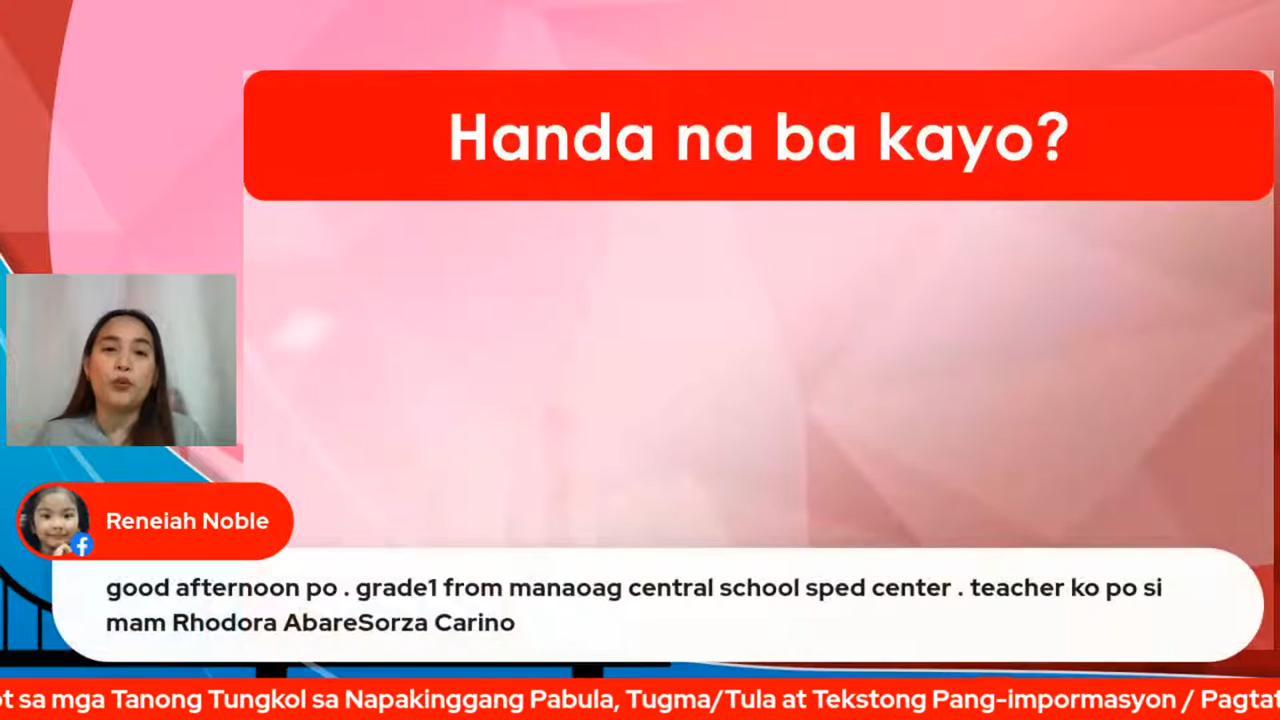 Handa na ba kayo?
Reneiah Noble
good afternoon po . grade1 from manaoag central school sped center . teacher ko po si
mam Rhodora AbareSorza Carino
sa mga Tanong Tungkol sa Napakinggang Pabula, Tugma/Tula at Tekstong Pang-impormasyon /